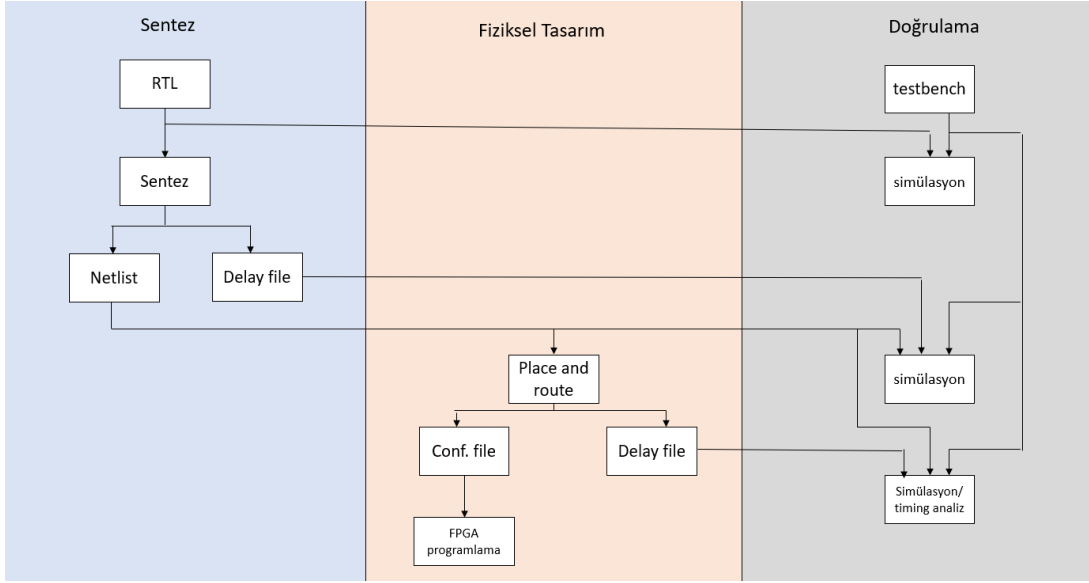 Sentez
Fiziksel Tasarım
Doğrulama
RTL
testbench
Sentez
simülasyon
Netlist
Delay file
Place and
route
simülasyon
Conf. file
Delay file
Simülasyon/
timing analiz
FPGA
programlama